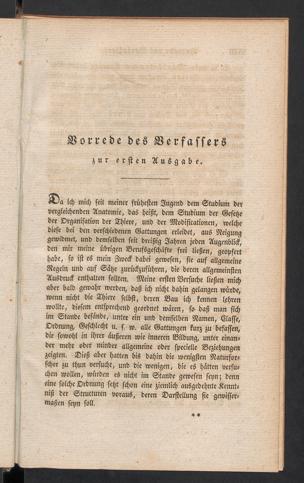 Vorrede des Verfassers
zur ersten Ausgabe.
Da ich mich seit meiner frühesten Jugend dem Studium der
vergleichenden Anatomie, das heißt, dem Studium der Gesetze
der Organisation der Thiere, und der Modificationen, welche
diese bei den verschiedenen Gattungen erleidet, aus Neigung
gewidmet, und demselben seit dreißig Jahren jeden Augenblick,
den mir meine übrigen Berufsgeschäfte frei ließen, geopfert
habe, so ist es mein Zweck dabei gewesen, sie auf allgemeine
Regeln und auf Sätze zurückzuführen, die deren allgemeinsten
Ausdruck enthalten sollten. Meine ersten Versuche ließen mich
aber bald gewahr werden, daß ich nicht dahin gelangen würde,
wenn nicht die Thiere selbst, deren Bau ich kennen lehren
wollte, diesem entsprechend geordnet wären, so daß man sich
im Stande befände, unter ein und demselben Namen, Classe,
Ordnung, Geschlecht u. s. w. alle Gattungen kurz zu befassen,
die sowohl in ihrer äußeren wie inneren Bildung, unter einan-
der mehr oder minder allgemeine oder specielle Beziehungen
zeigten. Dieß aber hatten bis dahin die wenigsten Naturfor-
scher zu thun versucht, und die wenigen, die es hätten versu-
chen wollen, würden es nicht im Stande gewesen seyn; denn
eine solche Ordnung setzt schon eine ziemlich ausgedehnte Kennt-
niß der Structuren voraus, deren Darstellung sie gewisser-
maßen seyn soll.
**